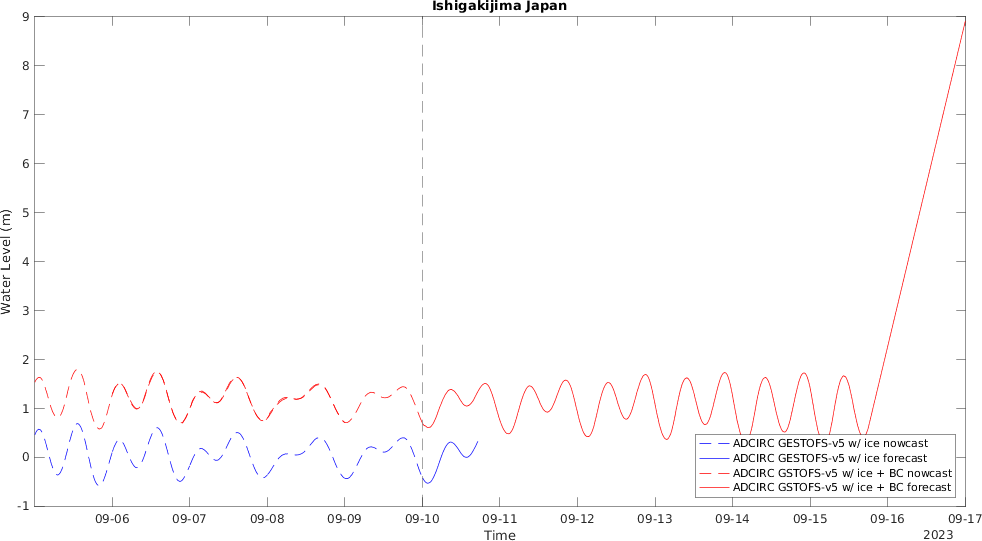 Ishigakijima Japan
9
8
7
6
5
4
3
2
1
0
-1
Water Level (m)
ADCIRC GESTOFS-v5 w/ ice nowcast
ADCIRC GESTOFS-v5 w/ ice forecast
ADCIRC GSTOFS-v5 w/ ice + BC nowcast
ADCIRC GSTOFS-v5 w/ ice + BC forecast
09-06 09-07 09-08 09-09 09-10 09-11 09-12 09-13 09-14 09-15 09-16 09-17
Time
2023